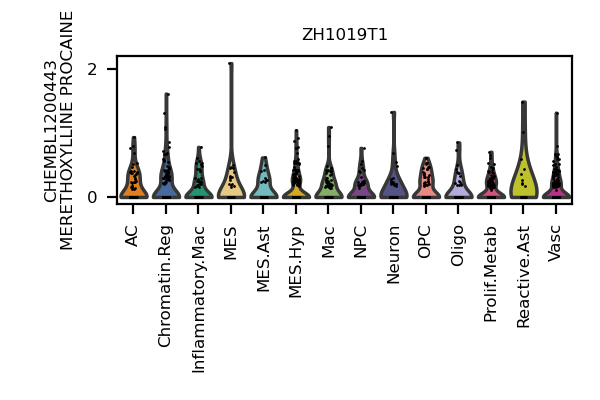 ZH1019T1
CHEMBL1200443
MERETHOXYLLINE PROCAINE
2
0
AC
Chromatin.Reg
Inflammatory.Mac
MES
MES.Ast
MES.Hyp
Mac
NPC
Neuron
OPC
Oligo
Prolif.Metab
Reactive.Ast
Vasc